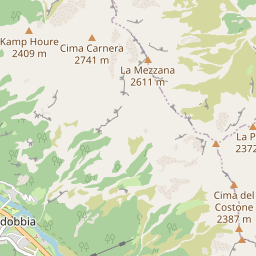 Kamp Houre
2409 m
Cima Carnera
2741 m
La Mezzana
2611 m
La P
2372
Cima del
Costone
2387 m
dobbia